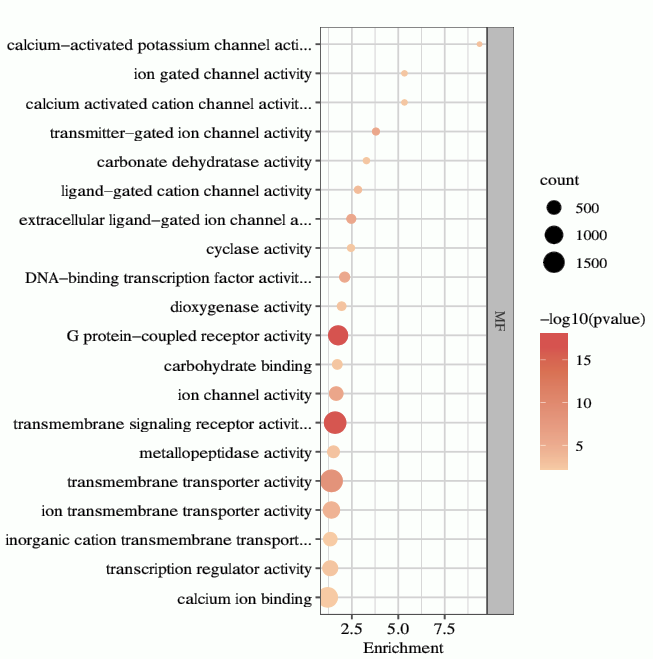 calcium−activated potassium channel acti...
ion gated channel activity
calcium activated cation channel activit...
transmitter−gated ion channel activity
carbonate dehydratase activity
ligand−gated cation channel activity
extracellular ligand−gated ion channel a...
cyclase activity
DNA−binding transcription factor activit...
dioxygenase activity
G protein−coupled receptor activity
carbohydrate binding
ion channel activity
transmembrane signaling receptor activit...
metallopeptidase activity
transmembrane transporter activity
ion transmembrane transporter activity
inorganic cation transmembrane transport...
transcription regulator activity
calcium ion binding
2.5 5.0 7.5
Enrichment
MF
count
500
1000
1500
−log10(pvalue)
15
10
5